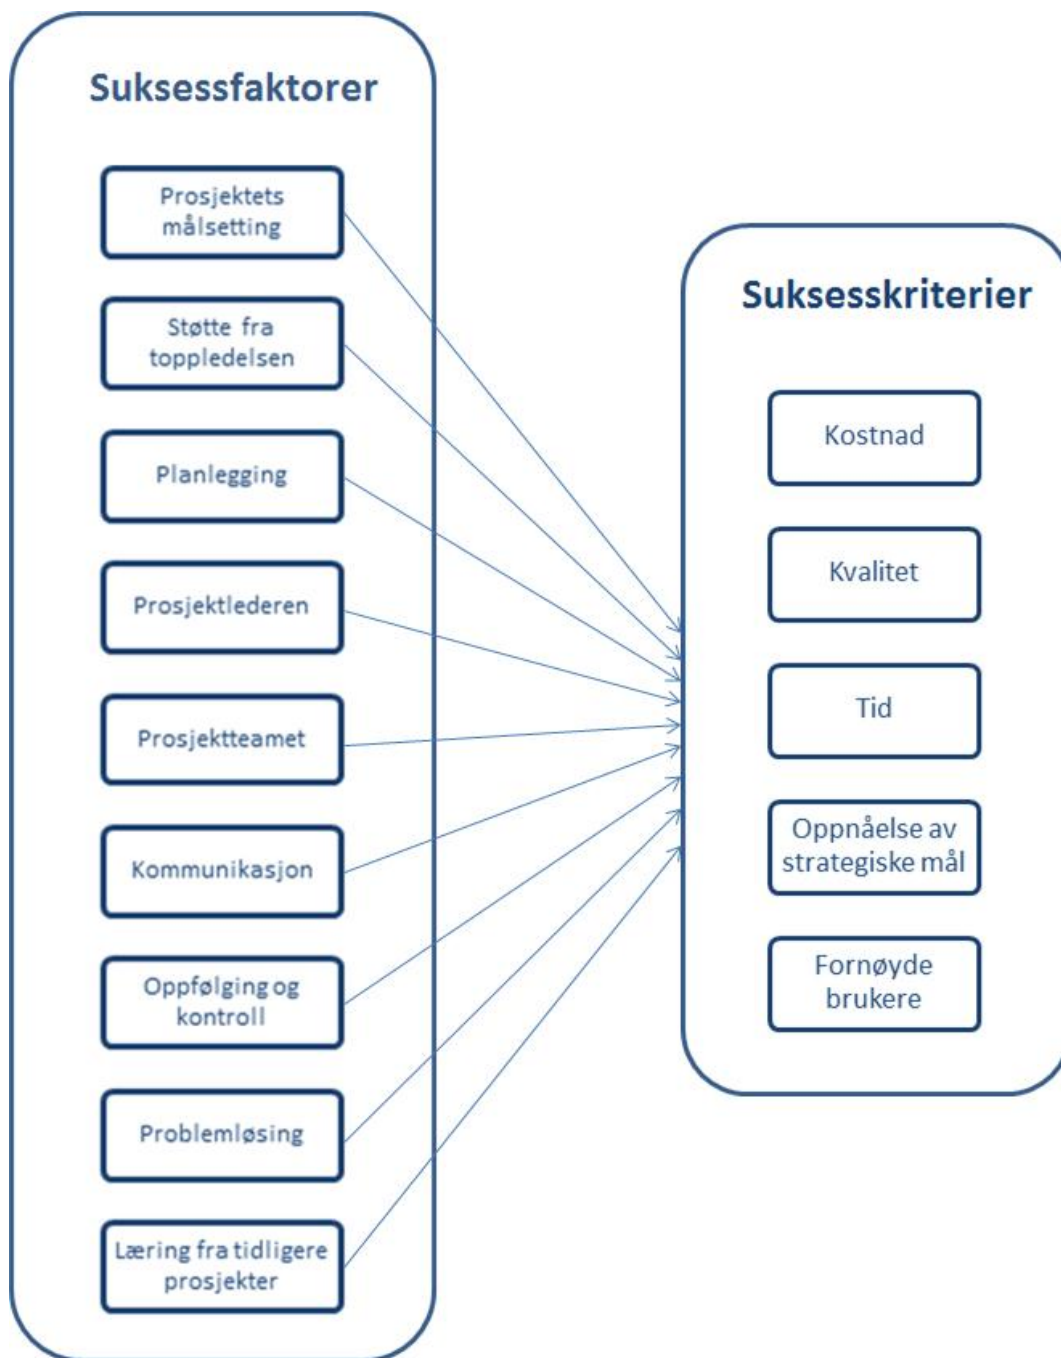 Suksessfaktorer
Prosjektets
målsetting
Støtte fra
toppledelsen
Planlegging
Prosjektlederen
Prosjektteamet
Kommunikasjon
Oppfølging og
kontroll
Problemløsing
Læring fra tidligere
prosjekter
Suksesskriterier
Kostnad
Kvalitet
Tid
Oppnåelse av
strategiske mål
Fornøyde
brukere